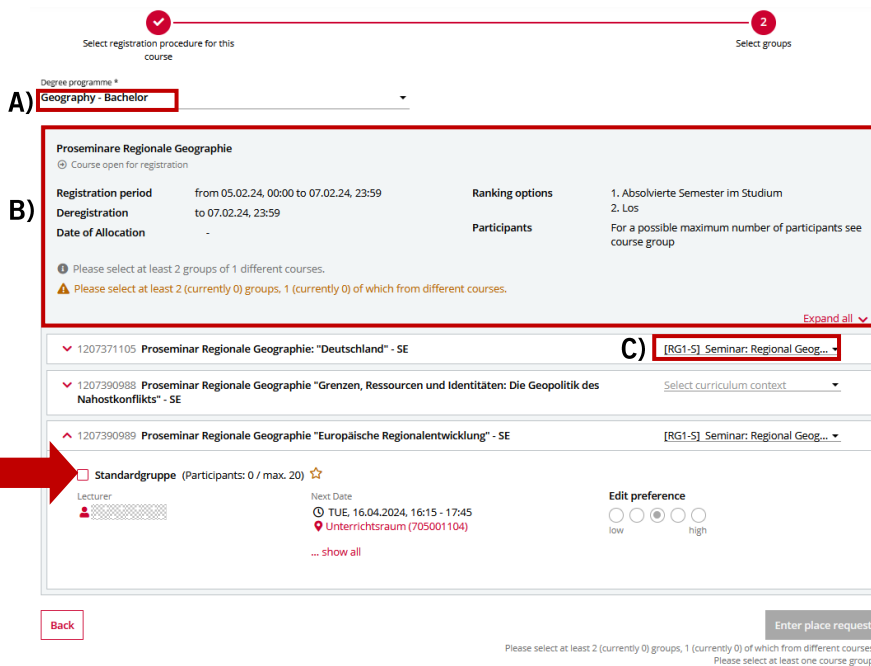 2
Select registration procedure for this
course
Select groups
Degree programme *
A) Geography - Bachelor
B)
Proseminare Regionale Geographie
Course open for registration
Registration period from 05.02.24, 00:00 to 07.02.24, 23:59
Deregistration to 07.02.24, 23:59
Date of Allocation -
Ranking options 1. Absolvierte Semester im Studium
2. Los
Participants For a possible maximum number of participants see
course group
Please select at least 2 groups of 1 different courses.
Please select at least 2 (currently 0) groups, 1 (currently 0) of which from different courses.
Expand all
1207371105 Proseminar Regionale Geographie: "Deutschland" - SE
C) [RG1-S] Seminar: Regional Geog...
1207390988 Proseminar Regionale Geographie "Grenzen, Ressourcen und Identitäten: Die Geopolitik des
Nahostkonflikts" - SE
Select curriculum context
1207390989 Proseminar Regionale Geographie "Europäische Regionalentwicklung" - SE
[RG1-S] Seminar: Regional Geog...
Standardgruppe (Participants: 0 / max. 20)
Lecturer
Next Date
TUE, 16.04.2024, 16:15 - 17:45
Unterrichtsraum (705001104)
... show all
Edit preference
low high
Back
Enter place request
Please select at least 2 (currently 0) groups, 1 (currently 0) of which from different courses
Please select at least one course group